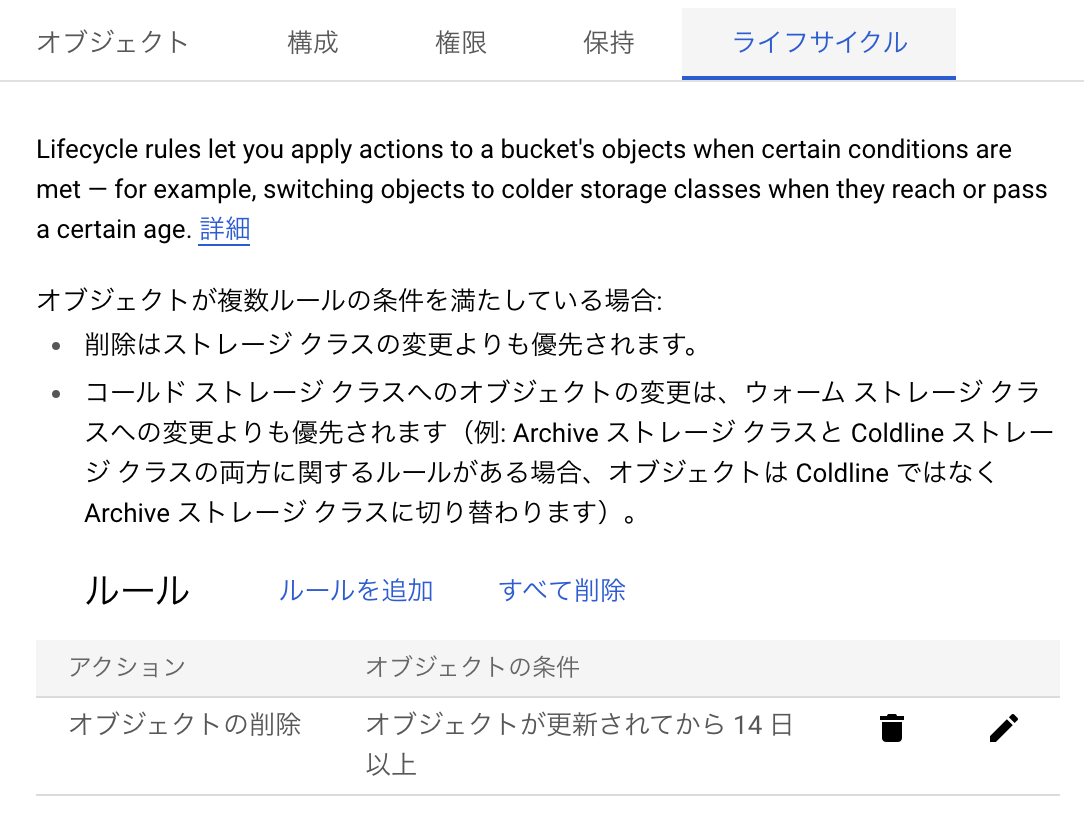 オブジェクト 構成 権限 保持 ライフサイクル
Lifecycle rules let you apply actions to a bucket's objects when certain conditions are
met — for example, switching objects to colder storage classes when they reach or pass
a certain age. 詳細
オブジェクトが複数ルールの条件を満たしている場合:
• 削除はストレージ クラスの変更よりも優先されます。
• コールド ストレージ クラスへのオブジェクトの変更は、ウォーム ストレージ クラ
スへの変更よりも優先されます（例: Archive ストレージ クラスと Coldline ストレー
ジ クラスの両方に関するルールがある場合、オブジェクトは Coldline ではなく
Archive ストレージ クラスに切り替わります）。
ルール ルールを追加 すべて削除
アクション オブジェクトの条件
オブジェクトの削除 オブジェクトが更新されてから 14 日
以上